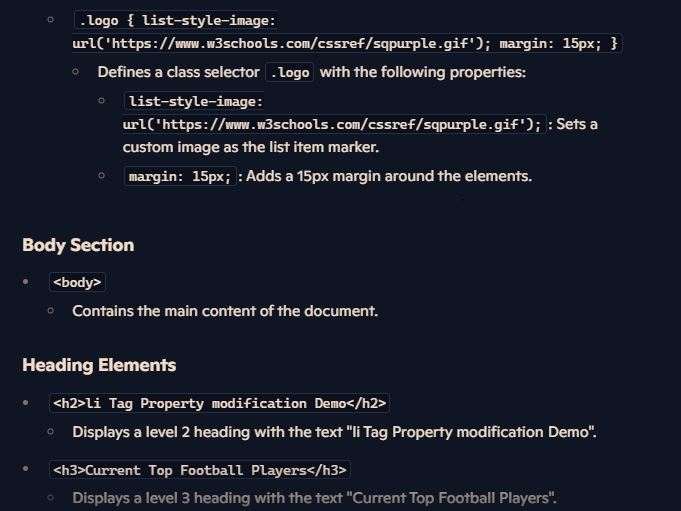 .logo { list-style-image:
url('https://www.w3schools.com/cssref/sqpurple.gif'); margin: 15px; }
Defines a class selector .logo with the following properties:
list-style-image:
url('https://www.w3schools.com/cssref/sqpurple.gif'); : Sets a
custom image as the list item marker.
margin: 15px; : Adds a 15px margin around the elements.
Body Section
<body>
Contains the main content of the document.
Heading Elements
<h2>li Tag Property modification Demo</h2>
Displays a level 2 heading with the text "li Tag Property modification Demo".
<h3>Current Top Football Players</h3>
Displays a level 3 heading with the text "Current Top Football Players".